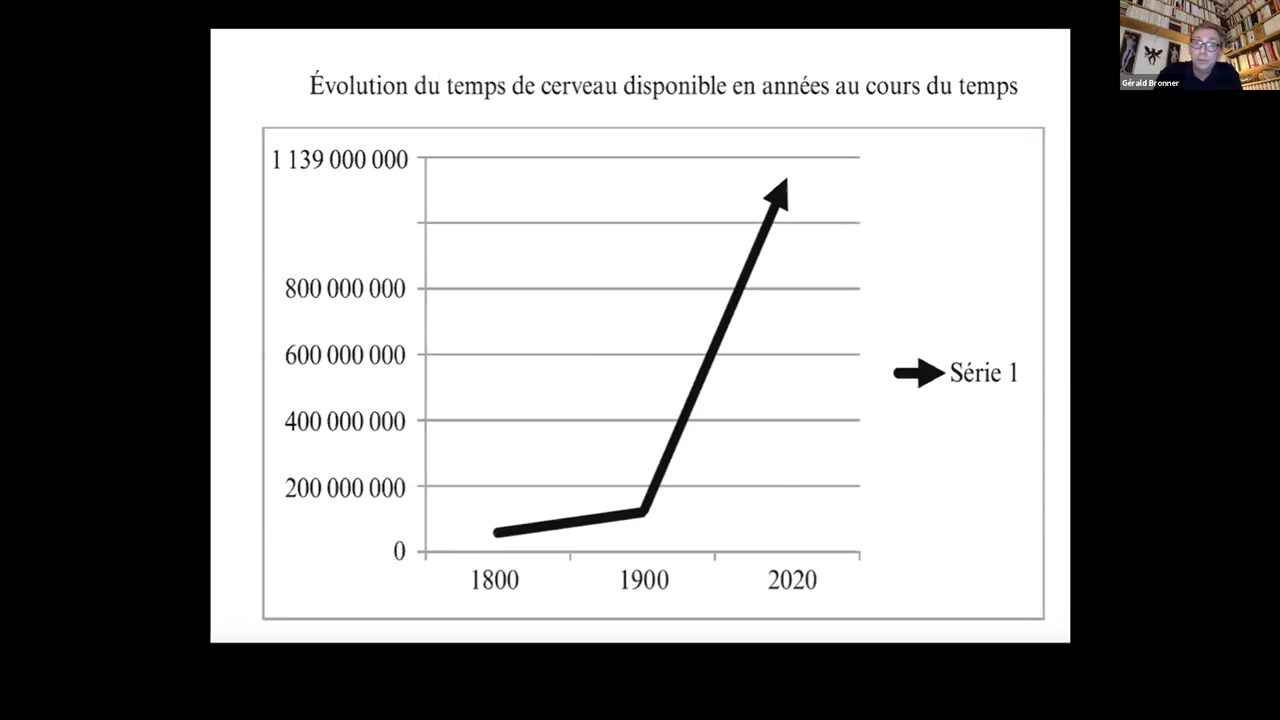 Gérald Bronner
Évolution du temps de cerveau disponible en années au cours du temps
1 139 000 000
800 000 000
600 000 000
400 000 000
200 000 000
0
1800 1900 2020
Série 1